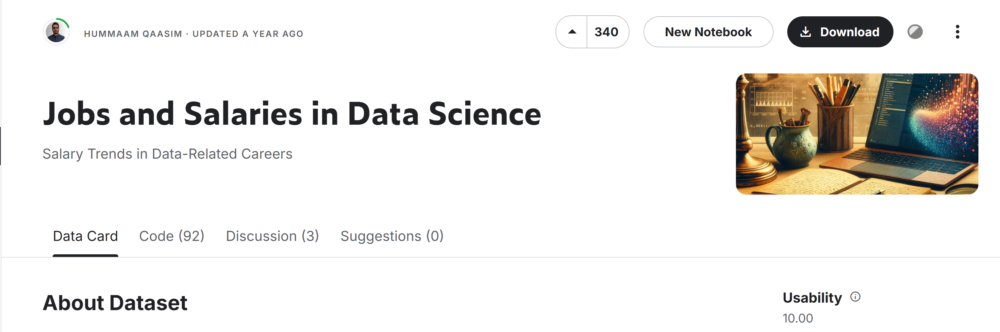 HUMMAAM QAASIM · UPDATED A YEAR AGO
340
New Notebook
Download
Jobs and Salaries in Data Science
Salary Trends in Data-Related Careers
Data Card
Code (92)
Discussion (3)
Suggestions (0)
About Dataset
Usability
10.00